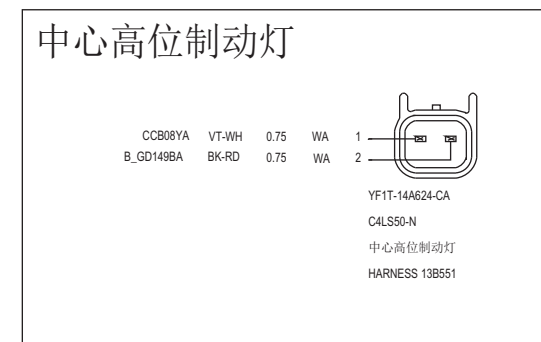 中心高位制动灯
CCB08YA VT-WH 0.75 WA 1
B_GD149BA BK-RD 0.75 WA 2
YF1T-14A624-CA
C4LS50-N
中心高位制动灯
HARNESS 13B551